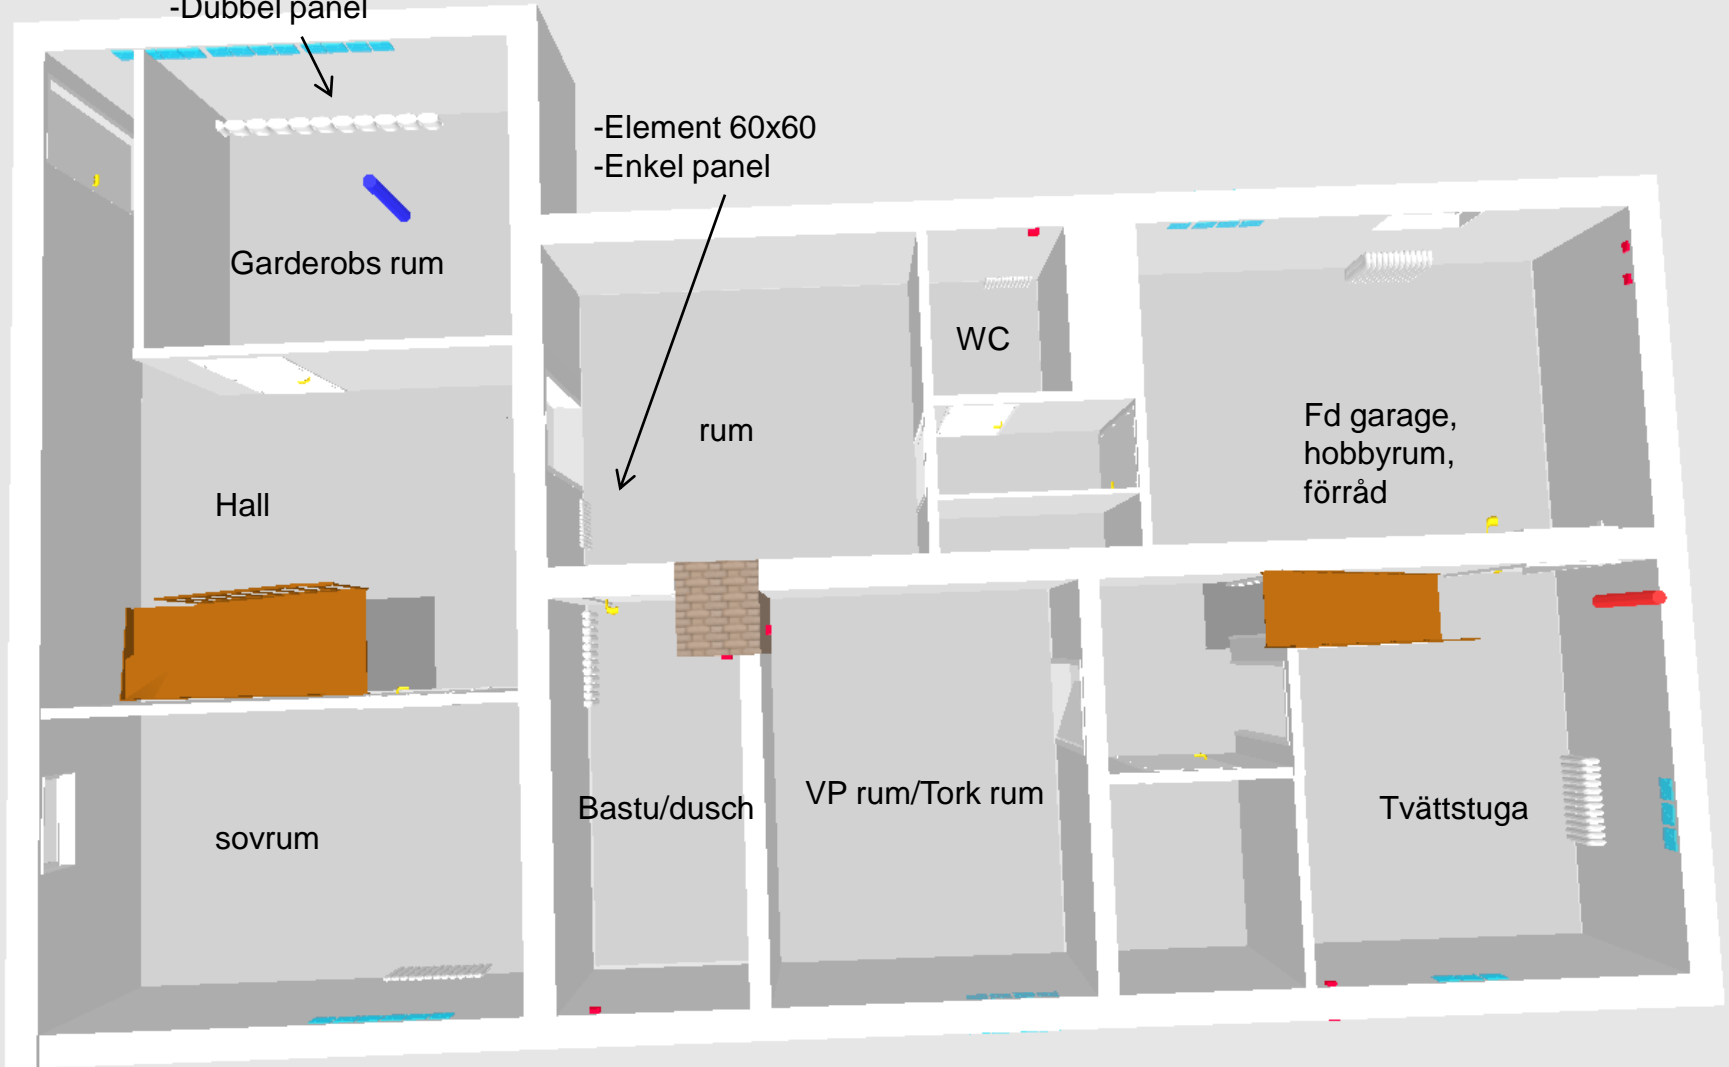 -Dubbel panel
-Element 60x60
-Enkel panel
Garderobs rum
WC
rum
Fd garage,
hobbyrum,
förråd
Hall
Bastu/dusch
VP rum/Tork rum
Tvättstuga
sovrum